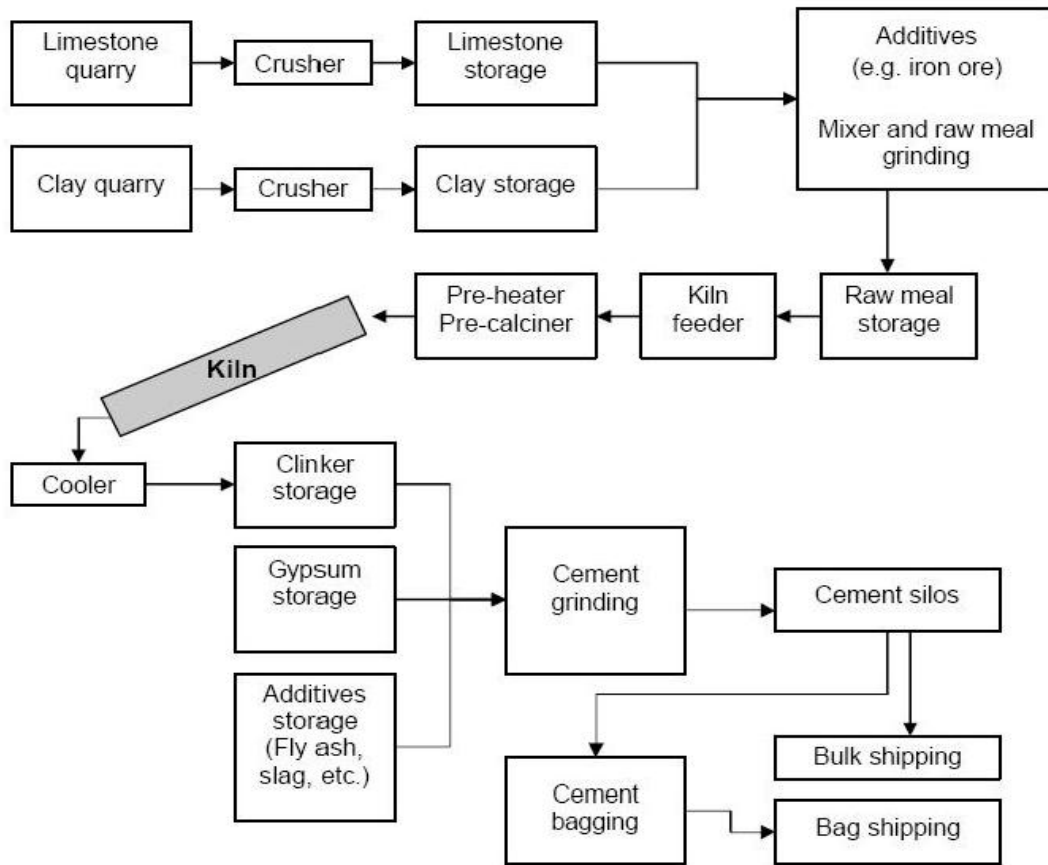 Limestone
quarry
Crusher
Limestone
storage
Additives
(e.g. iron ore)
Mixer and raw meal
grinding
Clay quarry
Crusher
Clay storage
Pre-heater
Pre-calciner
Kiln
feeder
Raw meal
storage
Kiln
Cooler
Clinker
storage
Gypsum
storage
Cement
grinding
Cement silos
Additives
storage
(Fly ash,
slag, etc.)
Cement
bagging
Bulk shipping
Bag shipping